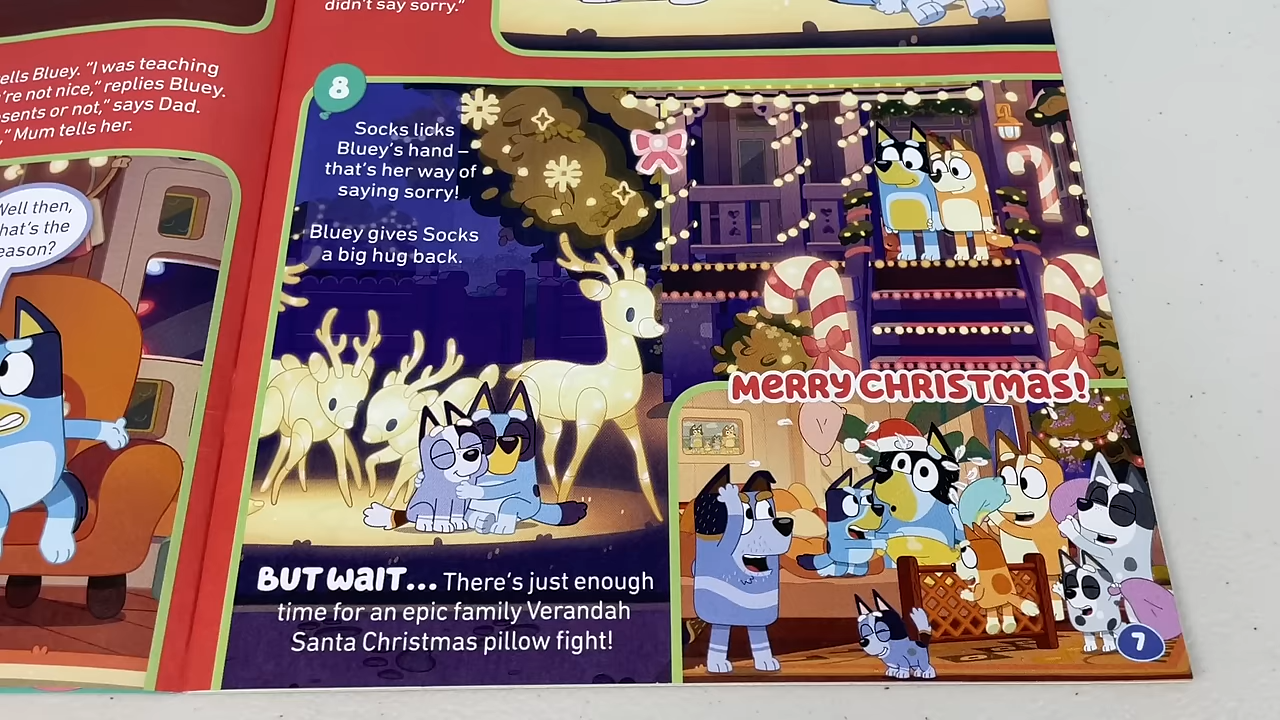 didn't say sorry."
ells Bluey. "I was teaching
're not nice," replies Bluey.
sents or not," says Dad.
," Mum tells her.
Well then,
hat's the
eason?
8
Socks licks
Bluey's hand –
that's her way of
saying sorry!
Bluey gives Socks
a big hug back.
BUT WAIT... There's just enough
time for an epic family Verandah
Santa Christmas pillow fight!
MERRY CHRISTMAS!
7